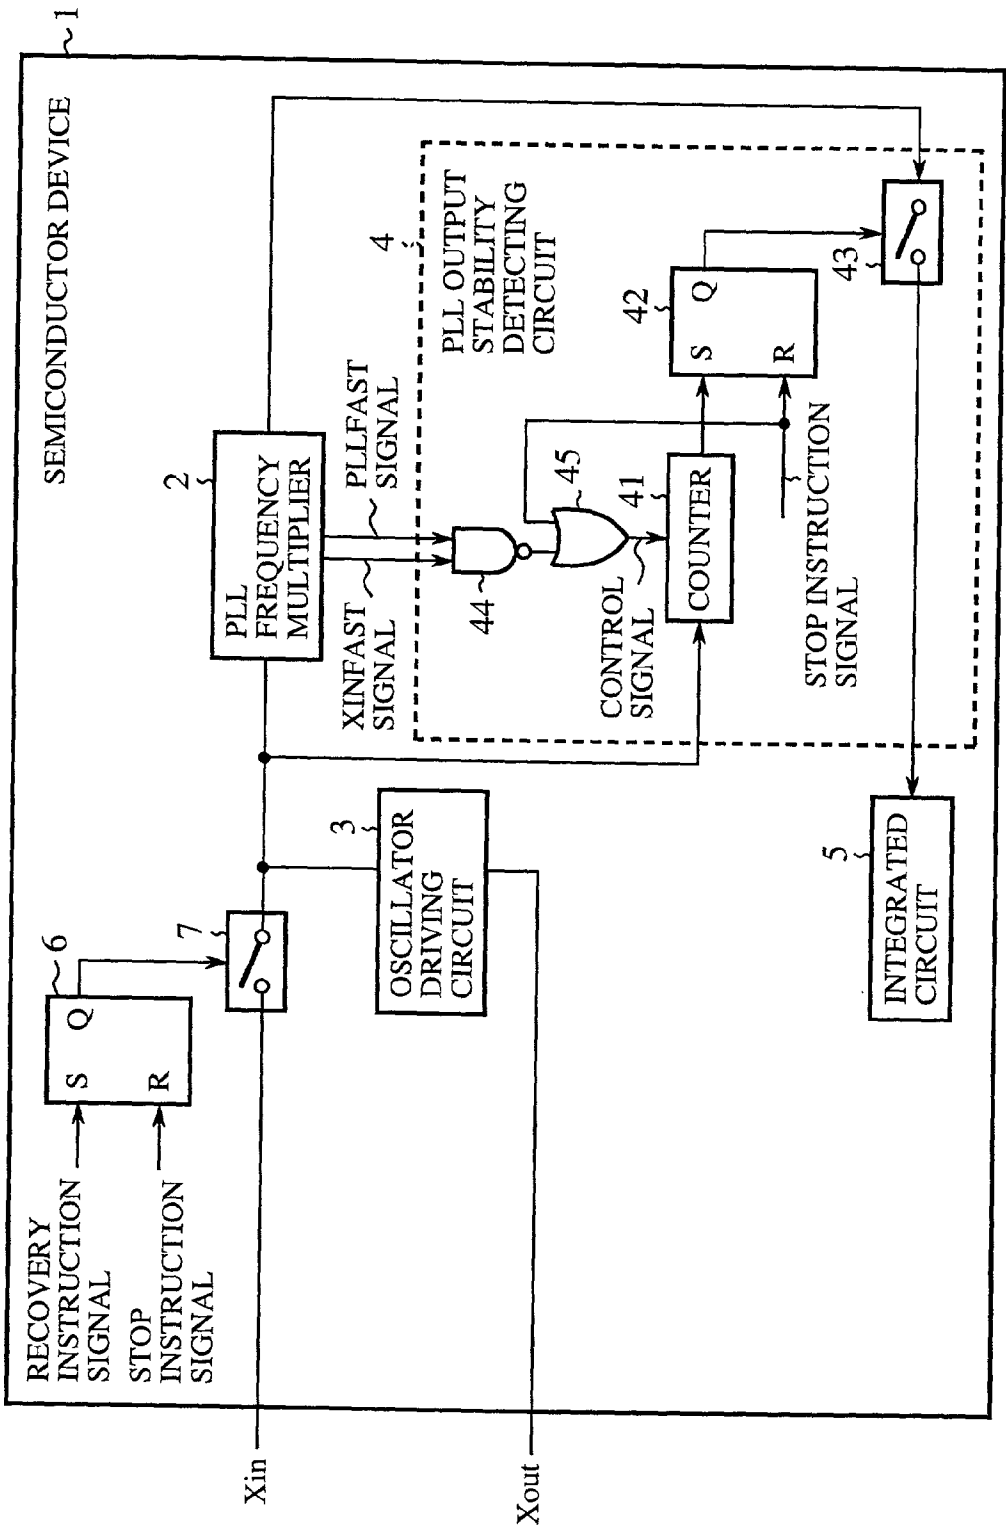 1
SEMICONDUCTOR DEVICE
RECOVERY
INSTRUCTION
SIGNAL
STOP
INSTRUCTION
SIGNAL
6
S
Q
R
7
Xin
Xout
3
OSCILLATOR
DRIVING
CIRCUIT
2
PLL
FREQUENCY
MULTIPLIER
XINFAST
SIGNAL
PLLFAST
SIGNAL
4
PLL OUTPUT
STABILITY
DETECTING
CIRCUIT
44
45
CONTROL
SIGNAL
41
COUNTER
42
S
Q
R
STOP INSTRUCTION
SIGNAL
43
5
INTEGRATED
CIRCUIT